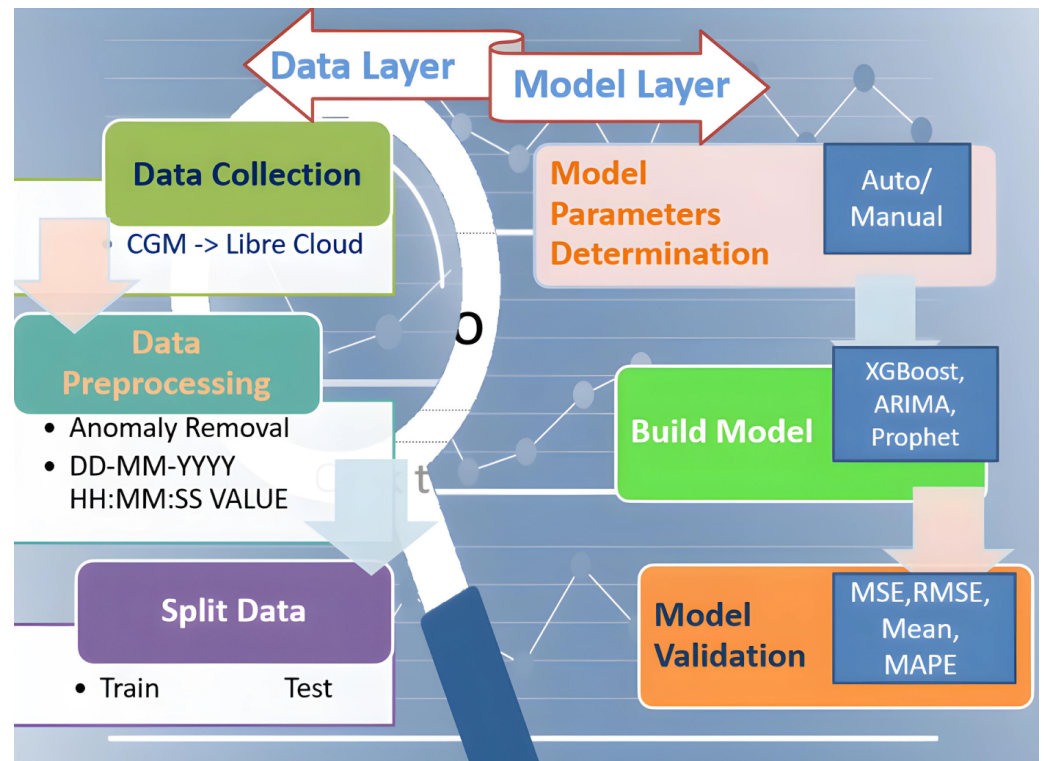 Data Layer
Model Layer
Data Collection
• CGM -> Libre Cloud
Data
Preprocessing
• Anomaly Removal
• DD-MM-YYYY
HH:MM:SS VALUE
Split Data
• Train Test
Model
Parameters
Determination
Auto/
Manual
Build Model
XGBoost,
ARIMA,
Prophet
Model
Validation
MSE,RMSE,
Mean,
MAPE